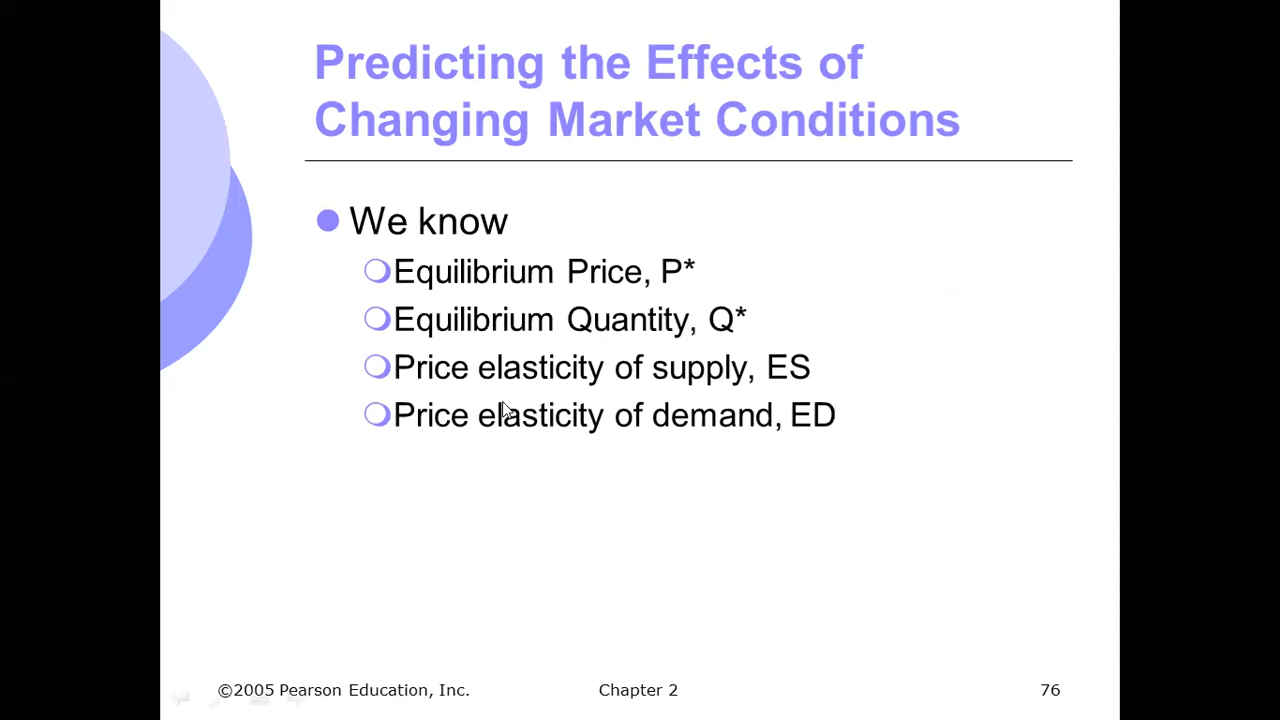 Predicting the Effects of
Changing Market Conditions
We know
Equilibrium Price, P*
Equilibrium Quantity, Q*
Price elasticity of supply, ES
Price elasticity of demand, ED
©2005 Pearson Education, Inc. Chapter 2 76